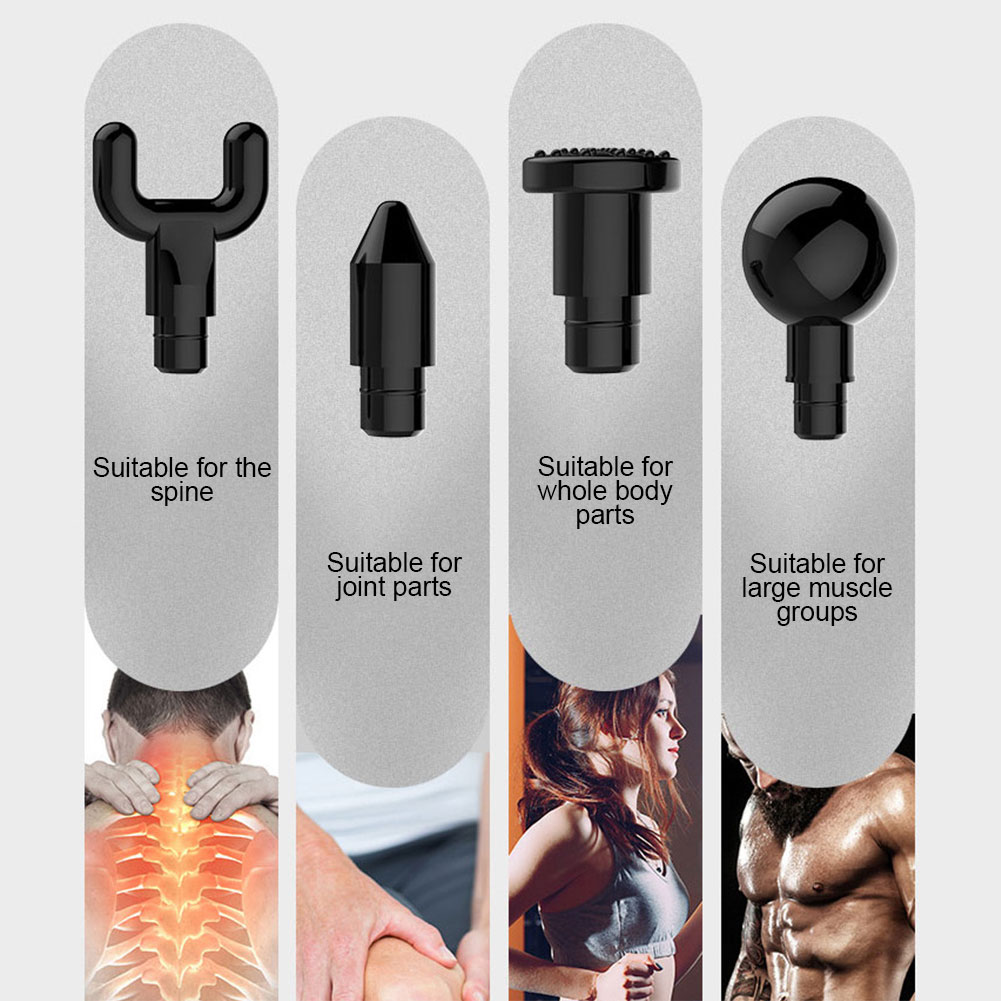 Suitable for the
spine
Suitable for
joint parts
Suitable for
whole body
parts
Suitable for
large muscle
groups